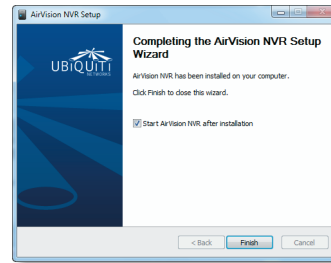 AirVision NVR Setup
UBIQUITI
NETWORKS
Completing the AirVision NVR Setup
Wizard
AirVision NVR has been installed on your computer.
Click Finish to close this wizard.
Start AirVision NVR after installation
< Back
Finish
Cancel